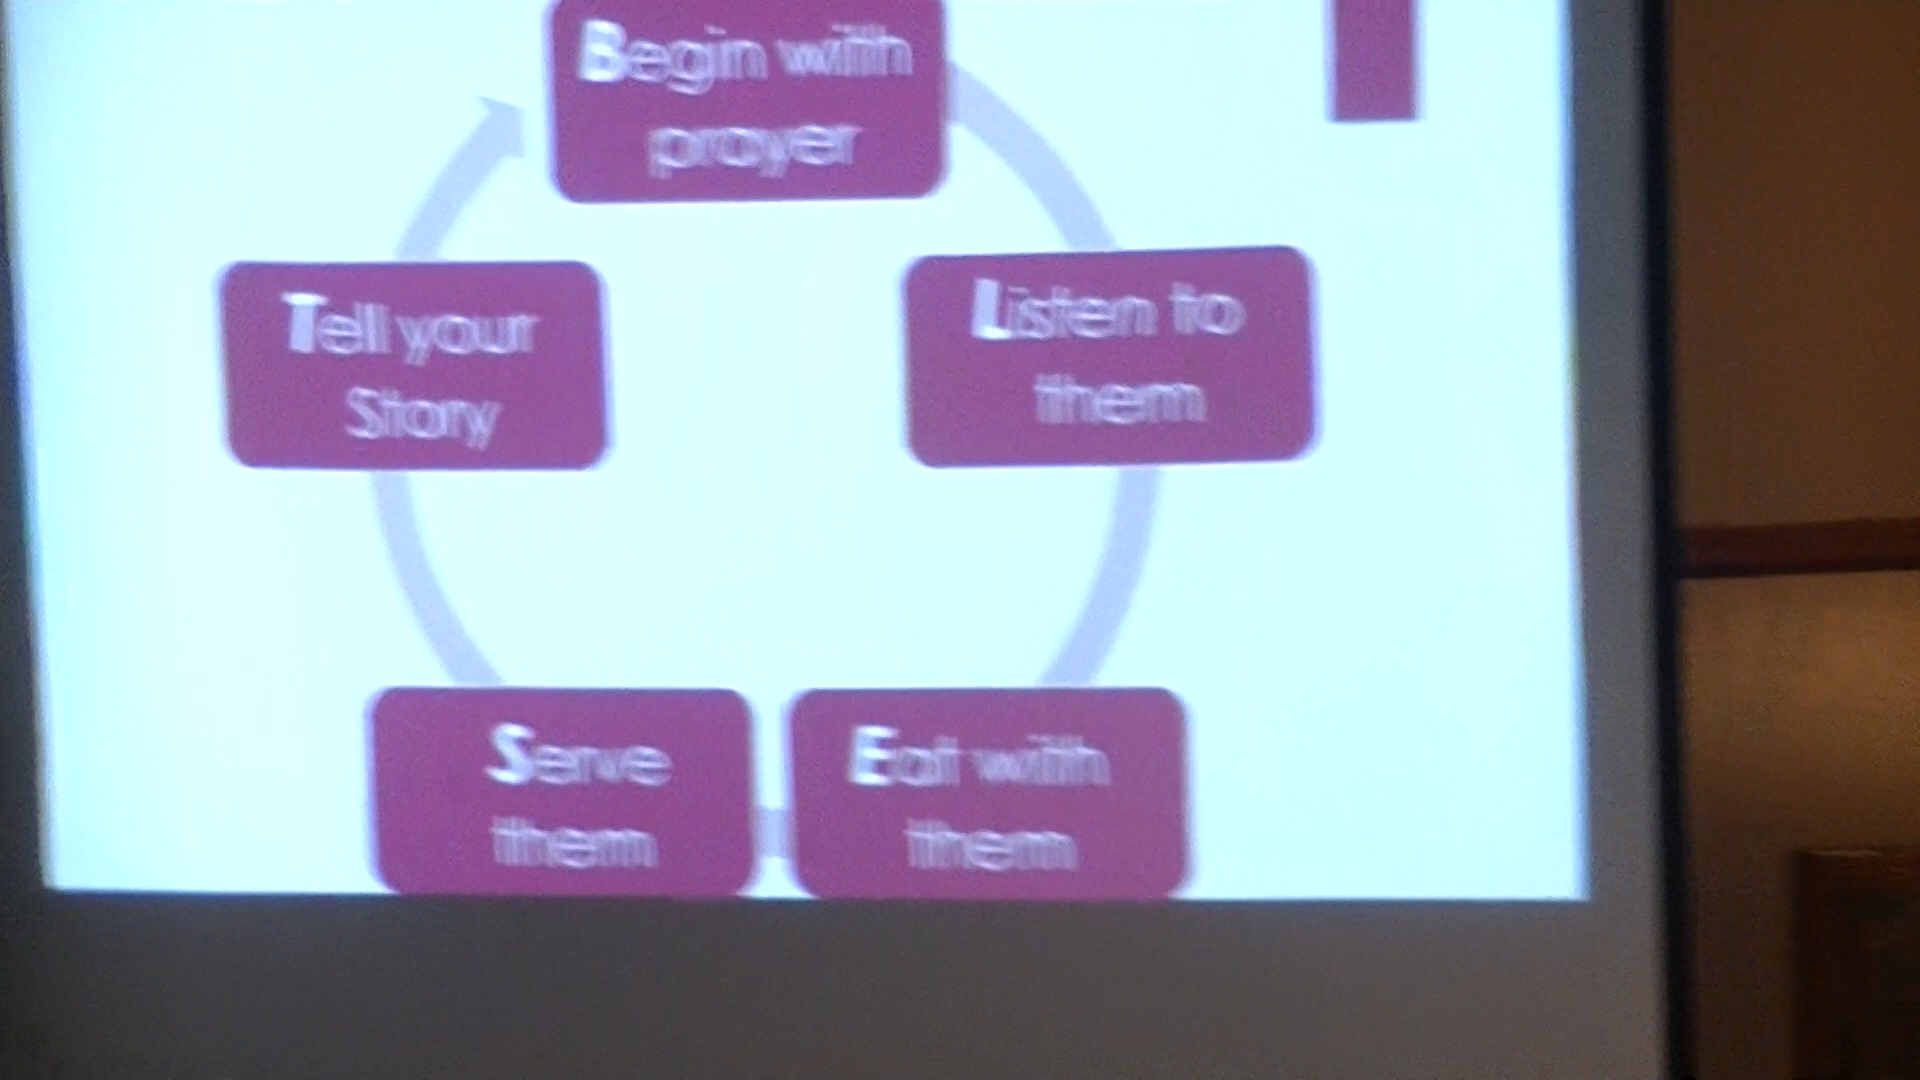 Begin with
prayer
Listen to
them
Eat with
them
Serve
them
Tell your
Story